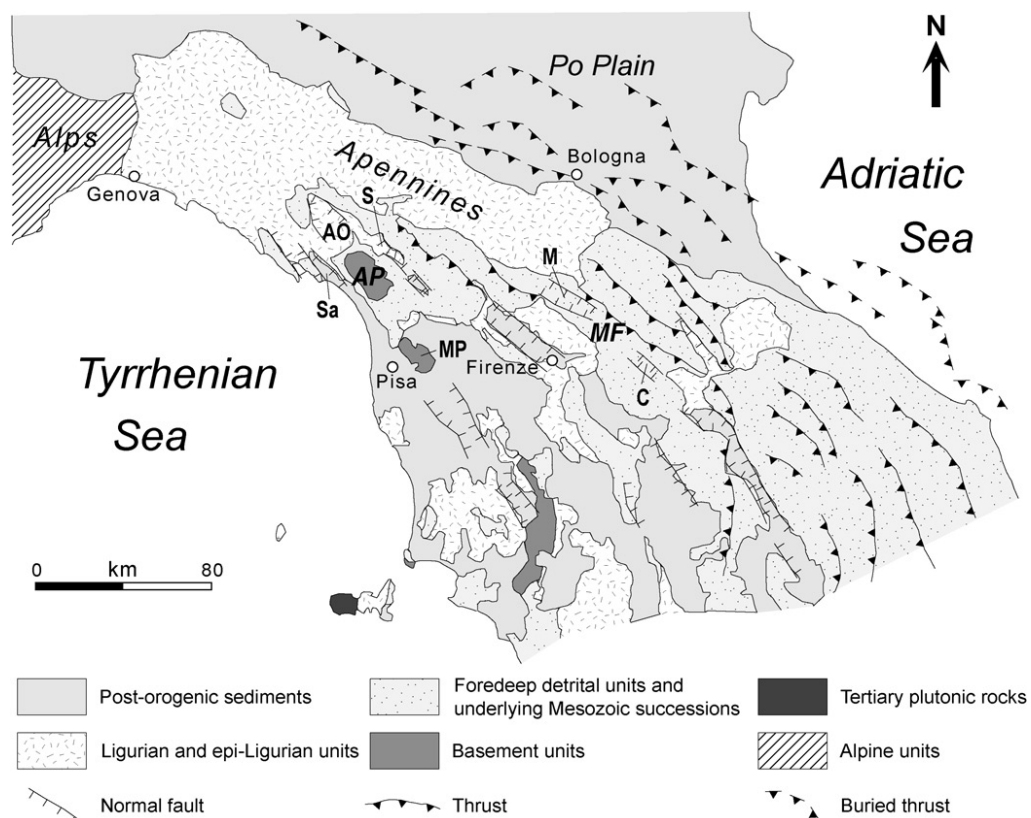 N
Po Plain
Alps
Apennines
Bologna
Adriatic
Sea
Genova
S
AO
M
AP
Sa
MF
MP
Firenze
Pisa
C
Tyrrhenian
Sea
0 km 80
Post-orogenic sediments
Foredeep detrital units and
underlying Mesozoic successions
Tertiary plutonic rocks
Ligurian and epi-Ligurian units
Basement units
Alpine units
Normal fault
Thrust
Buried thrust